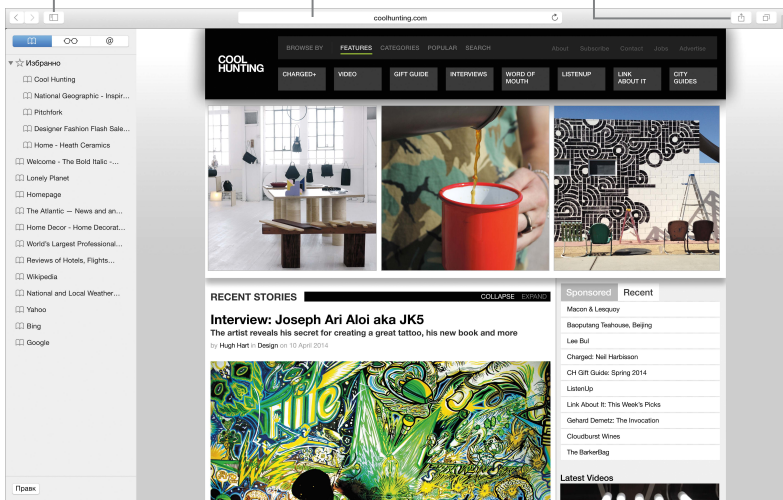 coolhunting.com
@
Избранно
Cool Hunting
National Geographic - Inspir...
Pitchfork
Designer Fashion Flash Sale...
Home - Heath Ceramics
Welcome - The Bold Italic -...
Lonely Planet
Homepage
The Atlantic — News and an...
Home Decor - Home Decorat...
World's Largest Professional...
Reviews of Hotels, Flights...
Wikipedia
National and Local Weather...
Yahoo
Bing
Google
Правк
COOL
HUNTING
BROWSE BY FEATURES CATEGORIES POPULAR SEARCH About Subscribe Contact Jobs Advertise
CHARGED+ VIDEO GIFT GUIDE INTERVIEWS WORD OF MOUTH LISTENUP LINK ABOUT IT CITY GUIDES
RECENT STORIES COLLAPSE EXPAND
Interview: Joseph Ari Aloi aka JK5
The artist reveals his secret for creating a great tattoo, his new book and more
by Hugh Hart in Design on 10 April 2014
Sponsored Recent
Macon & Lesquoy
Baoputang Teahouse, Beijing
Lee Bul
Charged: Neil Harbisson
CH Gift Guide: Spring 2014
ListenUp
Link About It: This Week's Picks
Gehard Demetz: The Invocation
Cloudburst Wines
The BarkerBag
Latest Videos